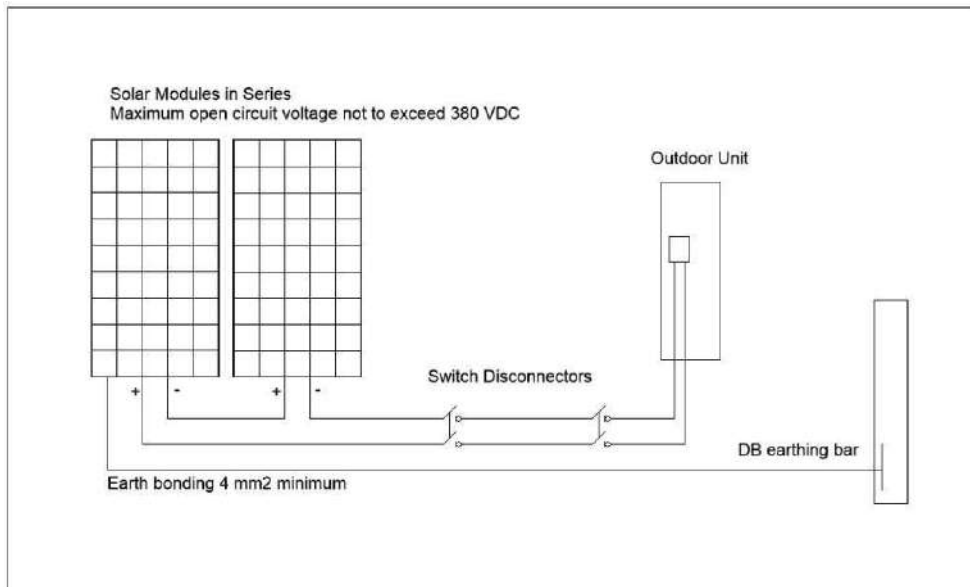 Solar Modules in Series
Maximum open circuit voltage not to exceed 380 VDC
Outdoor Unit
+ - + -
Switch Disconnectors
DB earthing bar
Earth bonding 4 mm2 minimum